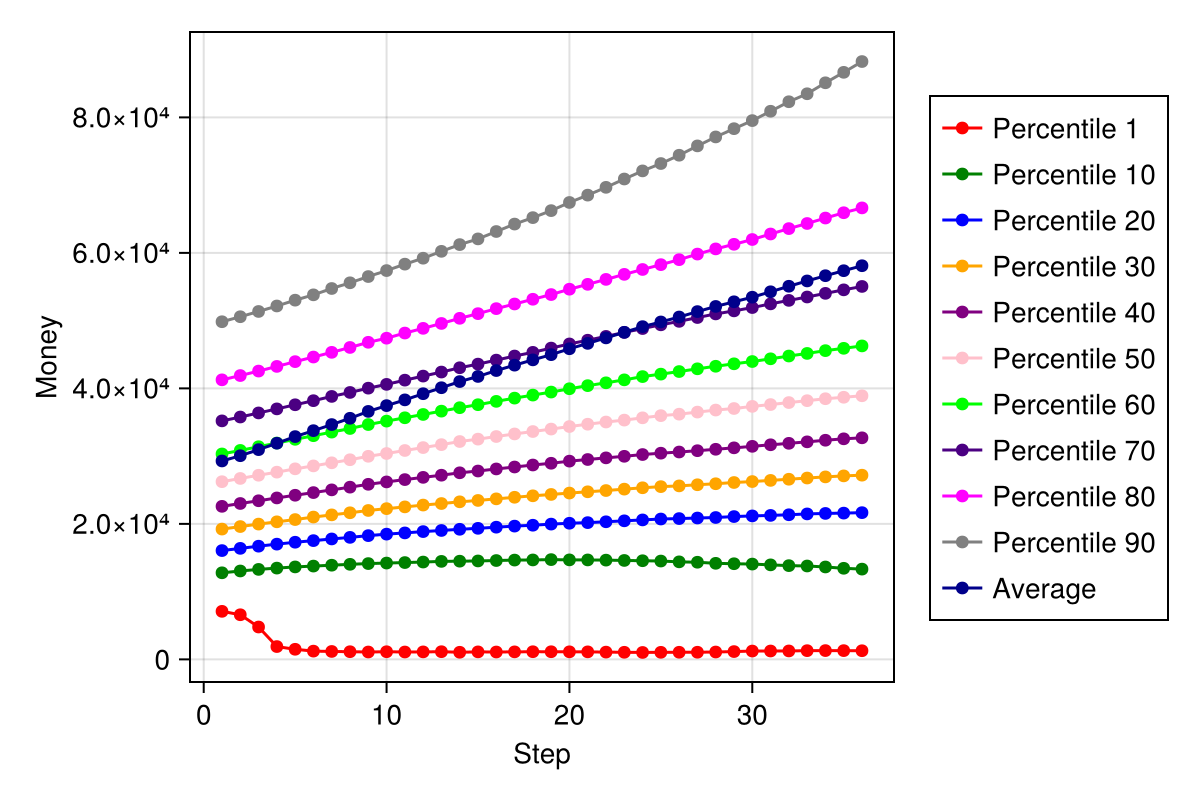 8.0×10⁴
6.0×10⁴
4.0×10⁴
2.0×10⁴
0
Money
0 10 20 30
Step
Percentile 1
Percentile 10
Percentile 20
Percentile 30
Percentile 40
Percentile 50
Percentile 60
Percentile 70
Percentile 80
Percentile 90
Average